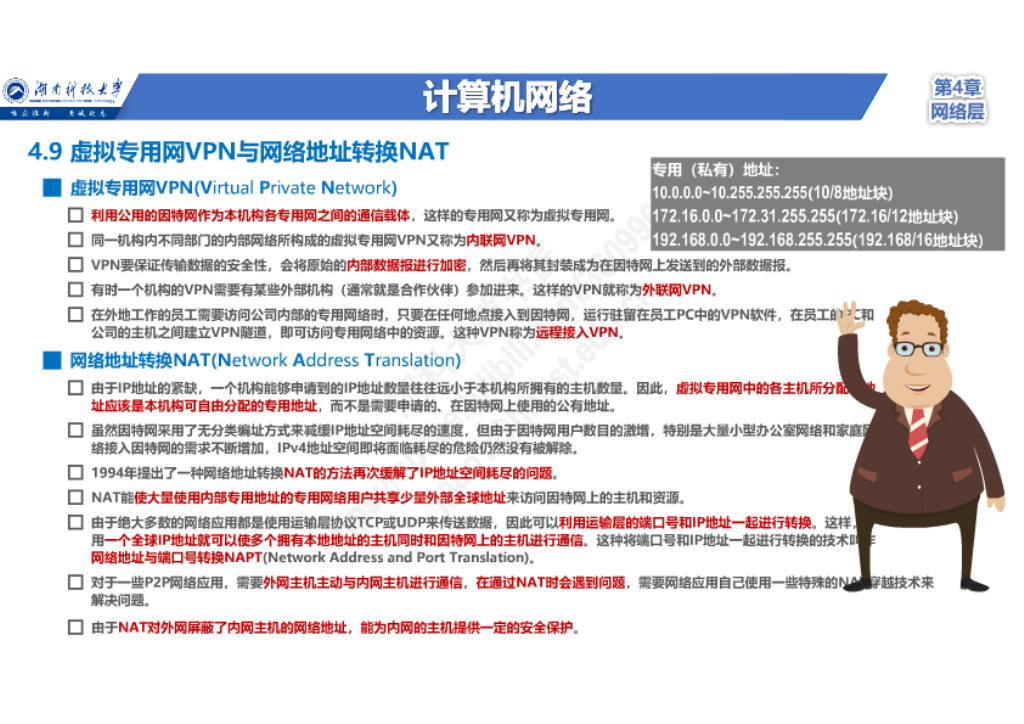 湖南科技大学
计算机网络
第4章
网络层
4.9 虚拟专用网VPN与网络地址转换NAT
虚拟专用网VPN(Virtual Private Network)
专用（私有）地址：
10.0.0.0~10.255.255.255(10/8地址块)
172.16.0.0~172.31.255.255(172.16/12地址块)
192.168.0.0~192.168.255.255(192.168/16地址块)
利用公用的因特网作为本机构各专用网之间的通信载体，这样的专用网又称为虚拟专用网。
同一机构内不同部门的内部网络所构成的虚拟专用网VPN又称为内联网VPN。
VPN要保证传输数据的安全性，会将原始的内部数据报进行加密，然后再将其封装成为在因特网上发送到的外部数据报。
有时一个机构的VPN需要有某些外部机构（通常就是合作伙伴）参加进来。这样的VPN就称为外联网VPN。
在外地工作的员工需要访问公司内部的专用网络时，只要在任何地点接入到因特网，运行驻留在员工PC中的VPN软件，在员工的PC和
公司的主机之间建立VPN隧道，即可访问专用网络中的资源。这种VPN称为远程接入VPN。
网络地址转换NAT(Network Address Translation)
由于IP地址的紧缺，一个机构能够申请到的IP地址数量往往远小于本机构所拥有的主机数量。因此，虚拟专用网中的各主机所分配 地
址应该是本机构可自由分配的专用地址，而不是需要申请的、在因特网上使用的公有地址。
虽然因特网采用了无分类编址方式来减缓IP地址空间耗尽的速度，但由于因特网用户数目的激增，特别是大量小型办公室网络和家庭网
络接入因特网的需求不断增加，IPv4地址空间即将面临耗尽的危险仍然没有被解除。
1994年提出了一种网络地址转换NAT的方法再次缓解了IP地址空间耗尽的问题。
NAT能使大量使用内部专用地址的专用网络用户共享少量外部全球地址来访问因特网上的主机和资源。
由于绝大多数的网络应用都是使用运输层协议TCP或UDP来传送数据，因此可以利用运输层的端口号和IP地址一起进行转换。这样，
用一个全球IP地址就可以使多个拥有本地地址的主机同时和因特网上的主机进行通信。这种将端口号和IP地址一起进行转换的技术叫作
网络地址与端口号转换NAPT(Network Address and Port Translation)。
对于一些P2P网络应用，需要外网主机主动与内网主机进行通信，在通过NAT时会遇到问题，需要网络应用自己使用一些特殊的NAT穿越技术来
解决问题。
由于NAT对外网屏蔽了内网主机的网络地址，能为内网的主机提供一定的安全保护。